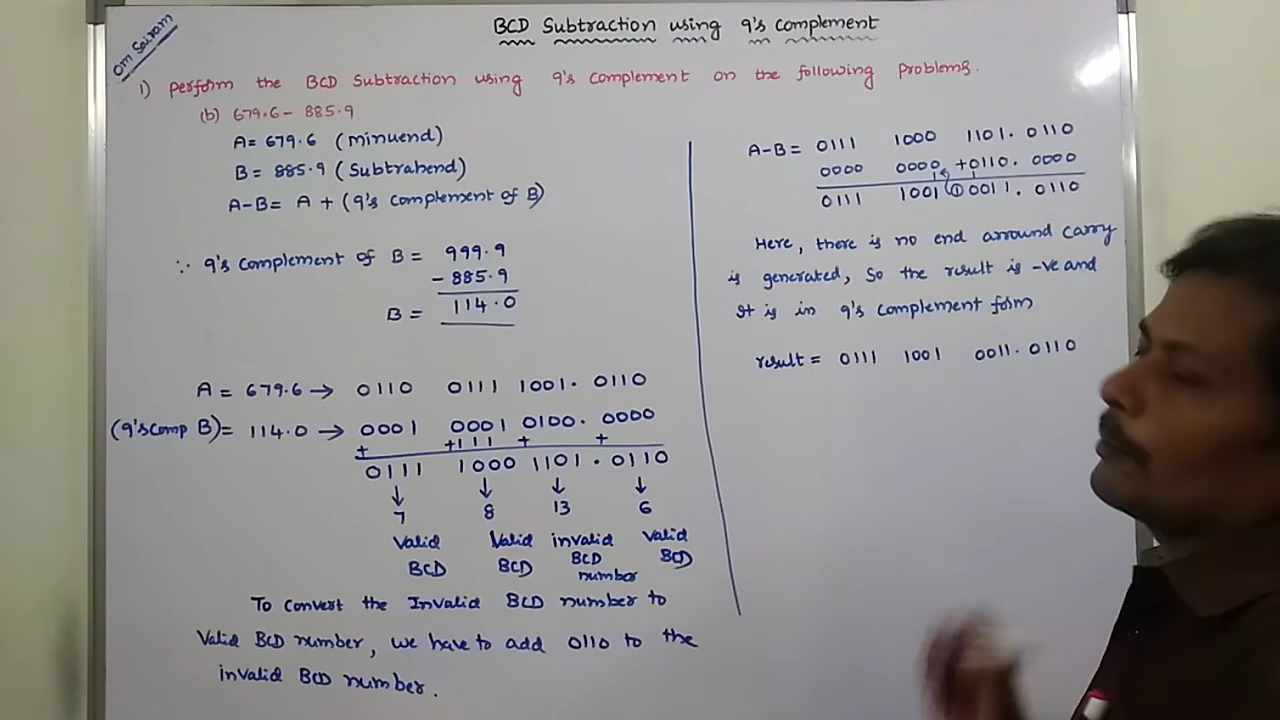 Om Sairam
BCD Subtraction using 9's complement
1) Perform the BCD Subtraction using 9's Complement on the following Problems.
(b) 679.6 - 885.9
A = 679.6 (Minuend)
B = 885.9 (Subtrahend)
A-B = A + (9's Complement of B)
∵ 9's Complement of B = 999.9
- 885.9
B = 114.0
A = 679.6 → 0110 0111 1001. 0110
(9's comp B) = 114.0 → 0001 0001 0100. 0000
+ +111 + +
0111 1000 1101 . 0110
↓ ↓ ↓ ↓
7 8 13 6
Valid Valid invalid Valid
BCD BCD BCD BCD
number
To Convert the Invalid BCD number to
Valid BCD number, we have to add 0110 to the
invalid BCD number.
A-B = 0111 1000 1101. 0110
0000 0000 +0110. 0000
0111 1001 ① 0011. 0110
Here, there is no end arround carry
is generated, So the result is -ve and
It is in 9's complement form
result = 0111 1001 0011. 0110